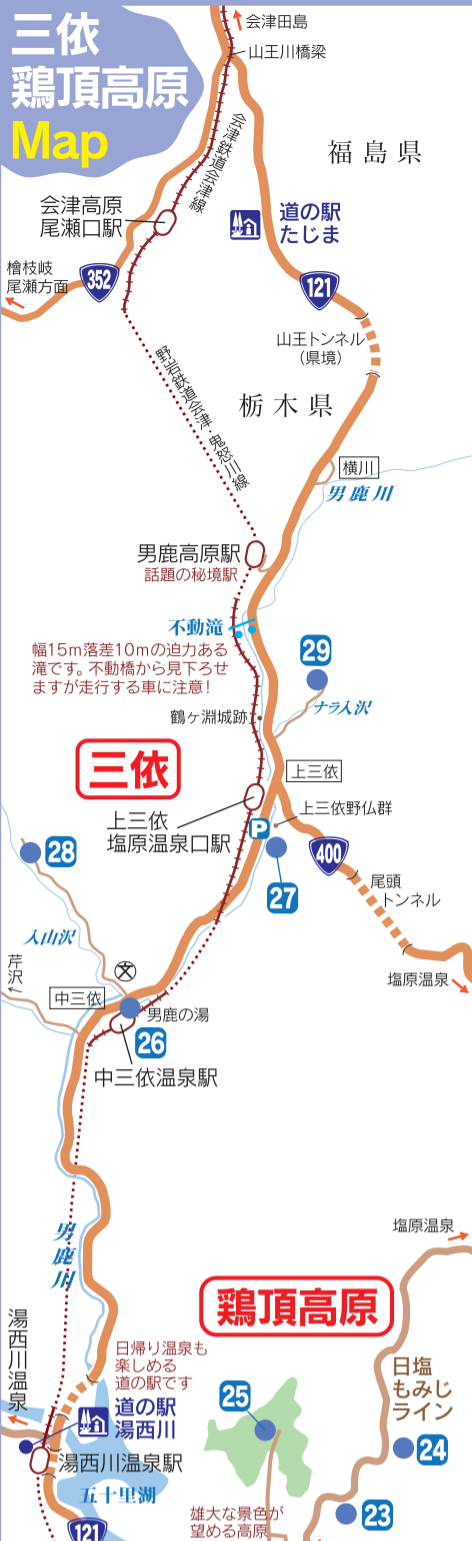 三依
鶏頂高原
Map
会津田島
山王川橋梁
会津鉄道会津線
福島県
会津高原
尾瀬口駅
道の駅
たじま
檜枝岐
尾瀬方面
352
121
山王トンネル
（県境）
野岩鉄道会津・鬼怒川線
栃木県
横川
男鹿川
男鹿高原駅
話題の秘境駅
不動滝
幅15m落差10mの迫力ある
滝です。不動橋から見下ろせ
ますが走行する車に注意！
29
ナラ入沢
鶴ヶ淵城跡
三依
上三依
上三依
塩原温泉口駅
上三依野仏群
P
400
28
27
尾頭
トンネル
入山沢
芹沢
塩原温泉
文
中三依
男鹿の湯
26
中三依温泉駅
塩原温泉
男鹿川
鶏頂高原
湯西川温泉
日帰り温泉も
楽しめる
道の駅です
日塩
もみじ
ライン
道の駅
湯西川
25
24
湯西川温泉駅
五十里湖
雄大な景色が
望める高原
23
121